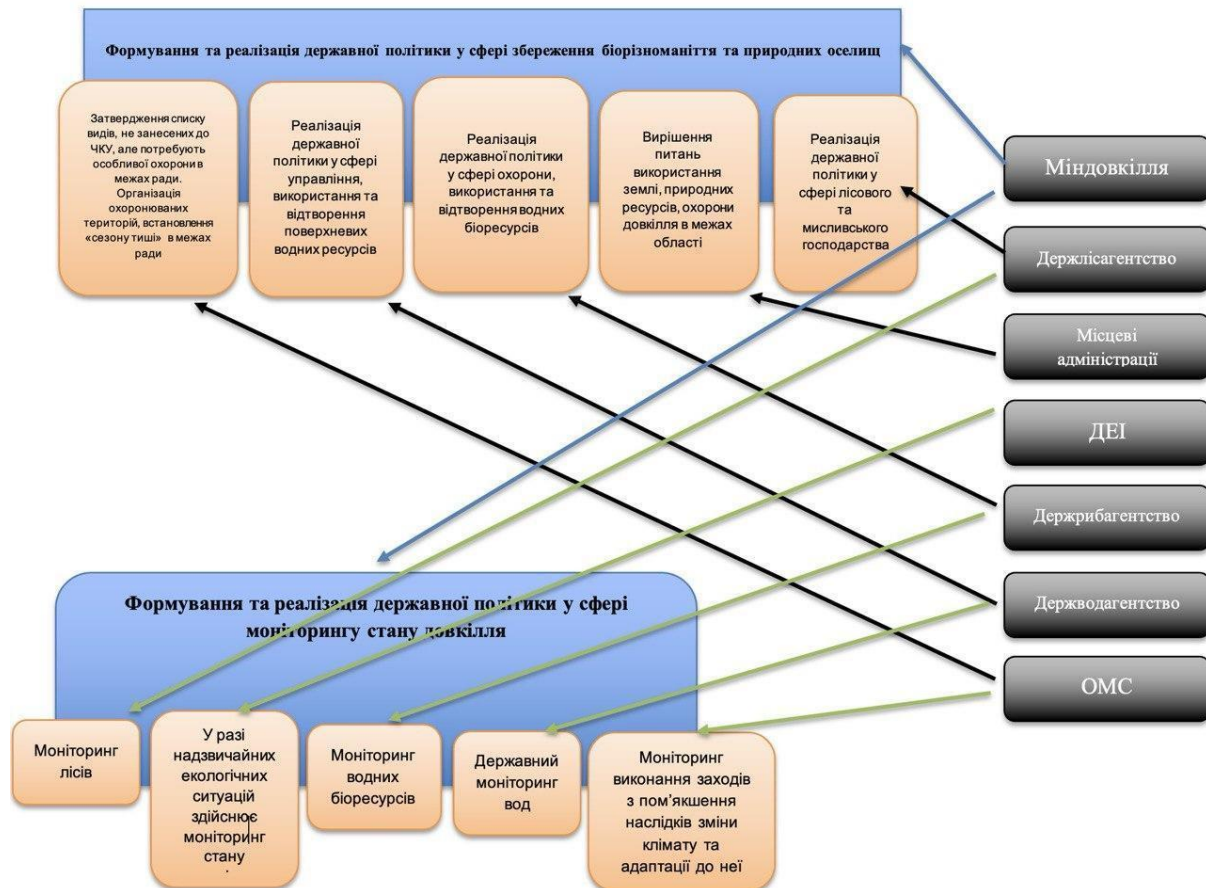 Формування та реалізація державної політики у сфері збереження біорізноманіття та природних оселищ
Затвердження списку
видів, не занесених до
ЧКУ, але потребують
особливої охорони в
межах ради.
Організація
охоронюваних
територій, встановлення
«сезону тиші» в межах
ради
Реалізація
державної
політики у сфері
управління,
використання та
відтворення
поверхневих
водних ресурсів
Реалізація
державної політики
у сфері охорони,
використання та
відтворення водних
біоресурсів
Вирішення
питань
використання
землі, природних
ресурсів, охорони
довкілля в межах
області
Реалізація
державної
політики у
сфері лісового
та
мисливського
господарства
Міндовкілля
Держлісагентство
Місцеві
адміністрації
ДЕІ
Держрибагентство
Держводагентство
ОМС
Формування та реалізація державної політики у сфері
моніторингу стану довкілля
Моніторинг
лісів
У разі
надзвичайних
екологічних
ситуацій
здійснює
моніторинг
стану
.
Моніторинг
водних
біоресурсів
Державний
моніторинг
вод
Моніторинг
виконання заходів
з пом’якшення
наслідків зміни
клімату та
адаптації до неї